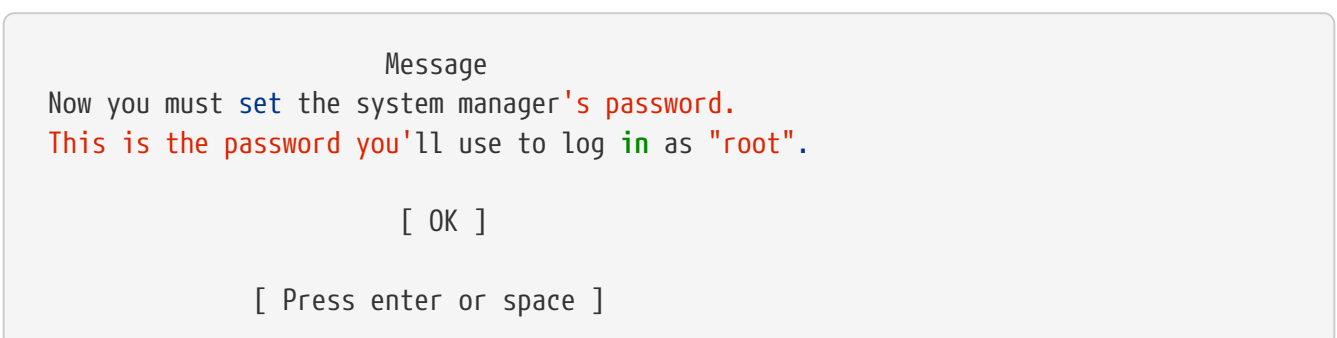 Message
Now you must set the system manager's password.
This is the password you'll use to log in as "root".
[ OK ]
[ Press enter or space ]